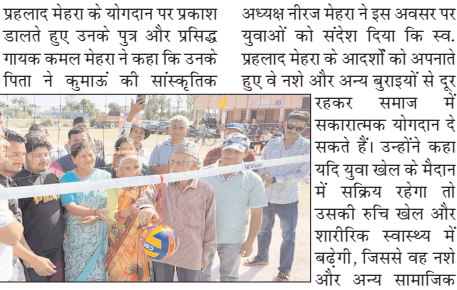 प्रहलाद मेहरा के योगदान पर प्रकाश
डालते हुए उनके पुत्र और प्रसिद्ध
गायक कमल मेहरा ने कहा कि उनके
पिता ने कुमाऊं की सांस्कृतिक
अध्यक्ष नीरज मेहरा ने इस अवसर पर
युवाओं को संदेश दिया कि स्व.
प्रहलाद मेहरा के आदर्शों को अपनाते
हुए वे नशे और अन्य बुराइयों से दूर
रहकर समाज में
सकारात्मक योगदान दे
सकते हैं। उन्होंने कहा
यदि युवा खेल के मैदान
में सक्रिय रहेगा तो
उसकी रुचि खेल और
शारीरिक स्वास्थ्य में
बढ़ेगी, जिससे वह नशे
और अन्य सामाजिक